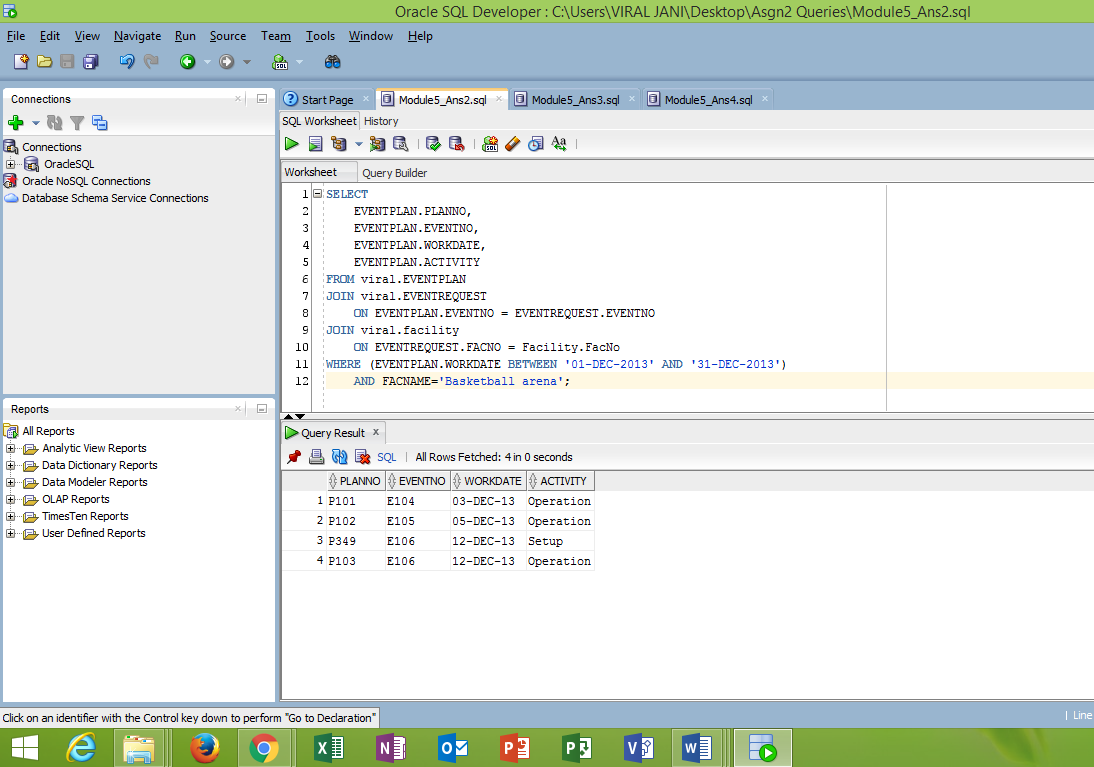 Oracle SQL Developer : C:\Users\VIRAL JANI\Desktop\Asgn2 Queries\Module5_Ans2.sql
File Edit View Navigate Run Source Team Tools Window Help
Connections
Connections
OracleSQL
Oracle NoSQL Connections
Database Schema Service Connections
Reports
All Reports
Analytic View Reports
Data Dictionary Reports
Data Modeler Reports
OLAP Reports
TimesTen Reports
User Defined Reports
Start Page Module5_Ans2.sql Module5_Ans3.sql Module5_Ans4.sql
SQL Worksheet History
Worksheet Query Builder
1 SELECT
2 EVENTPLAN.PLANNO,
3 EVENTPLAN.EVENTNO,
4 EVENTPLAN.WORKDATE,
5 EVENTPLAN.ACTIVITY
6 FROM viral.EVENTPLAN
7 JOIN viral.EVENTREQUEST
8 ON EVENTPLAN.EVENTNO = EVENTREQUEST.EVENTNO
9 JOIN viral.facility
10 ON EVENTREQUEST.FACNO = Facility.FacNo
11 WHERE (EVENTPLAN.WORKDATE BETWEEN '01-DEC-2013' AND '31-DEC-2013')
12 AND FACNAME='Basketball arena';
Query Result
SQL | All Rows Fetched: 4 in 0 seconds
PLANNO EVENTNO WORKDATE ACTIVITY
1 P101 E104 03-DEC-13 Operation
2 P102 E105 05-DEC-13 Operation
3 P349 E106 12-DEC-13 Setup
4 P103 E106 12-DEC-13 Operation
Click on an identifier with the Control key down to perform "Go to Declaration"
| Line